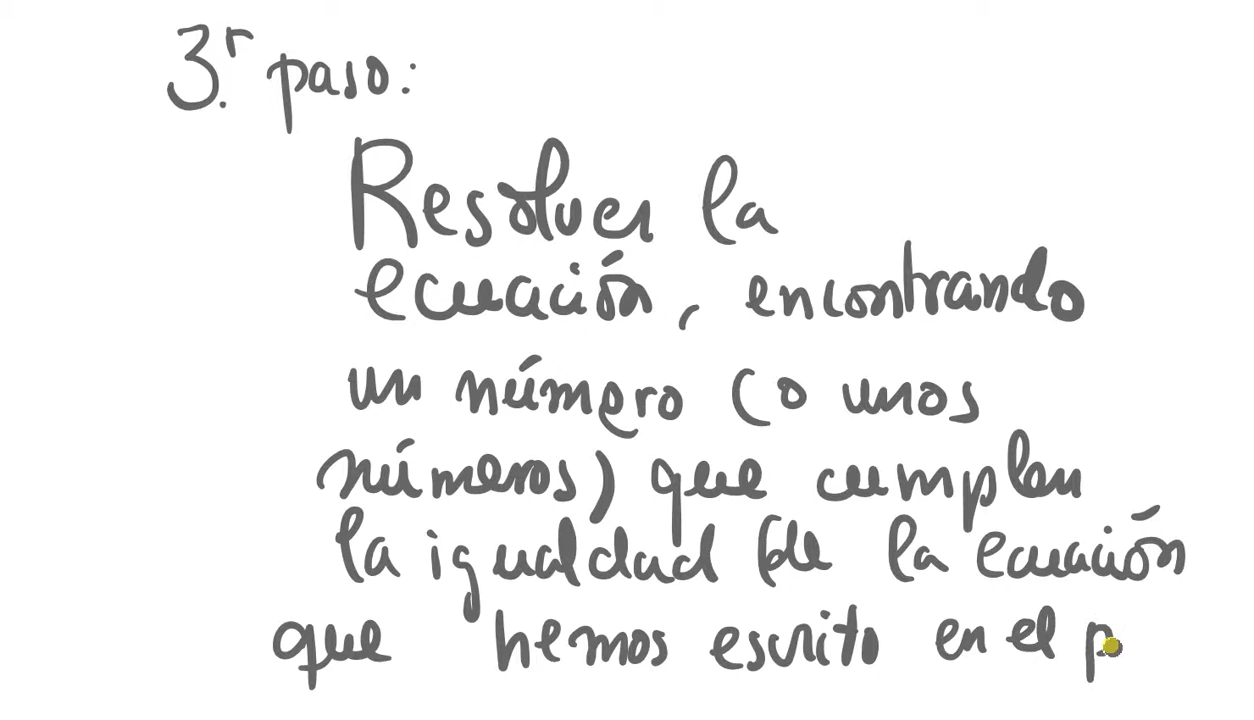 3.r paso:
Resolver la
ecuación, encontrando
un número (o unos
números) que cumplen
la igualdad de la ecuación
que hemos escrito en el p